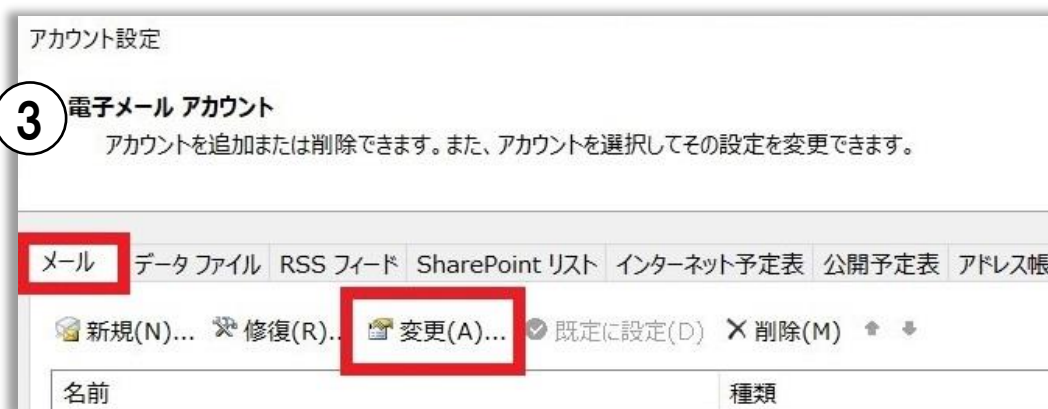 アカウント設定
3
電子メール アカウント
アカウントを追加または削除できます。また、アカウントを選択してその設定を変更できます。
メール データ ファイル RSS フィード SharePoint リスト インターネット予定表 公開予定表 アドレス帳
新規(N)... 修復(R).. 変更(A)... 既定に設定(D) 削除(M)
名前 種類